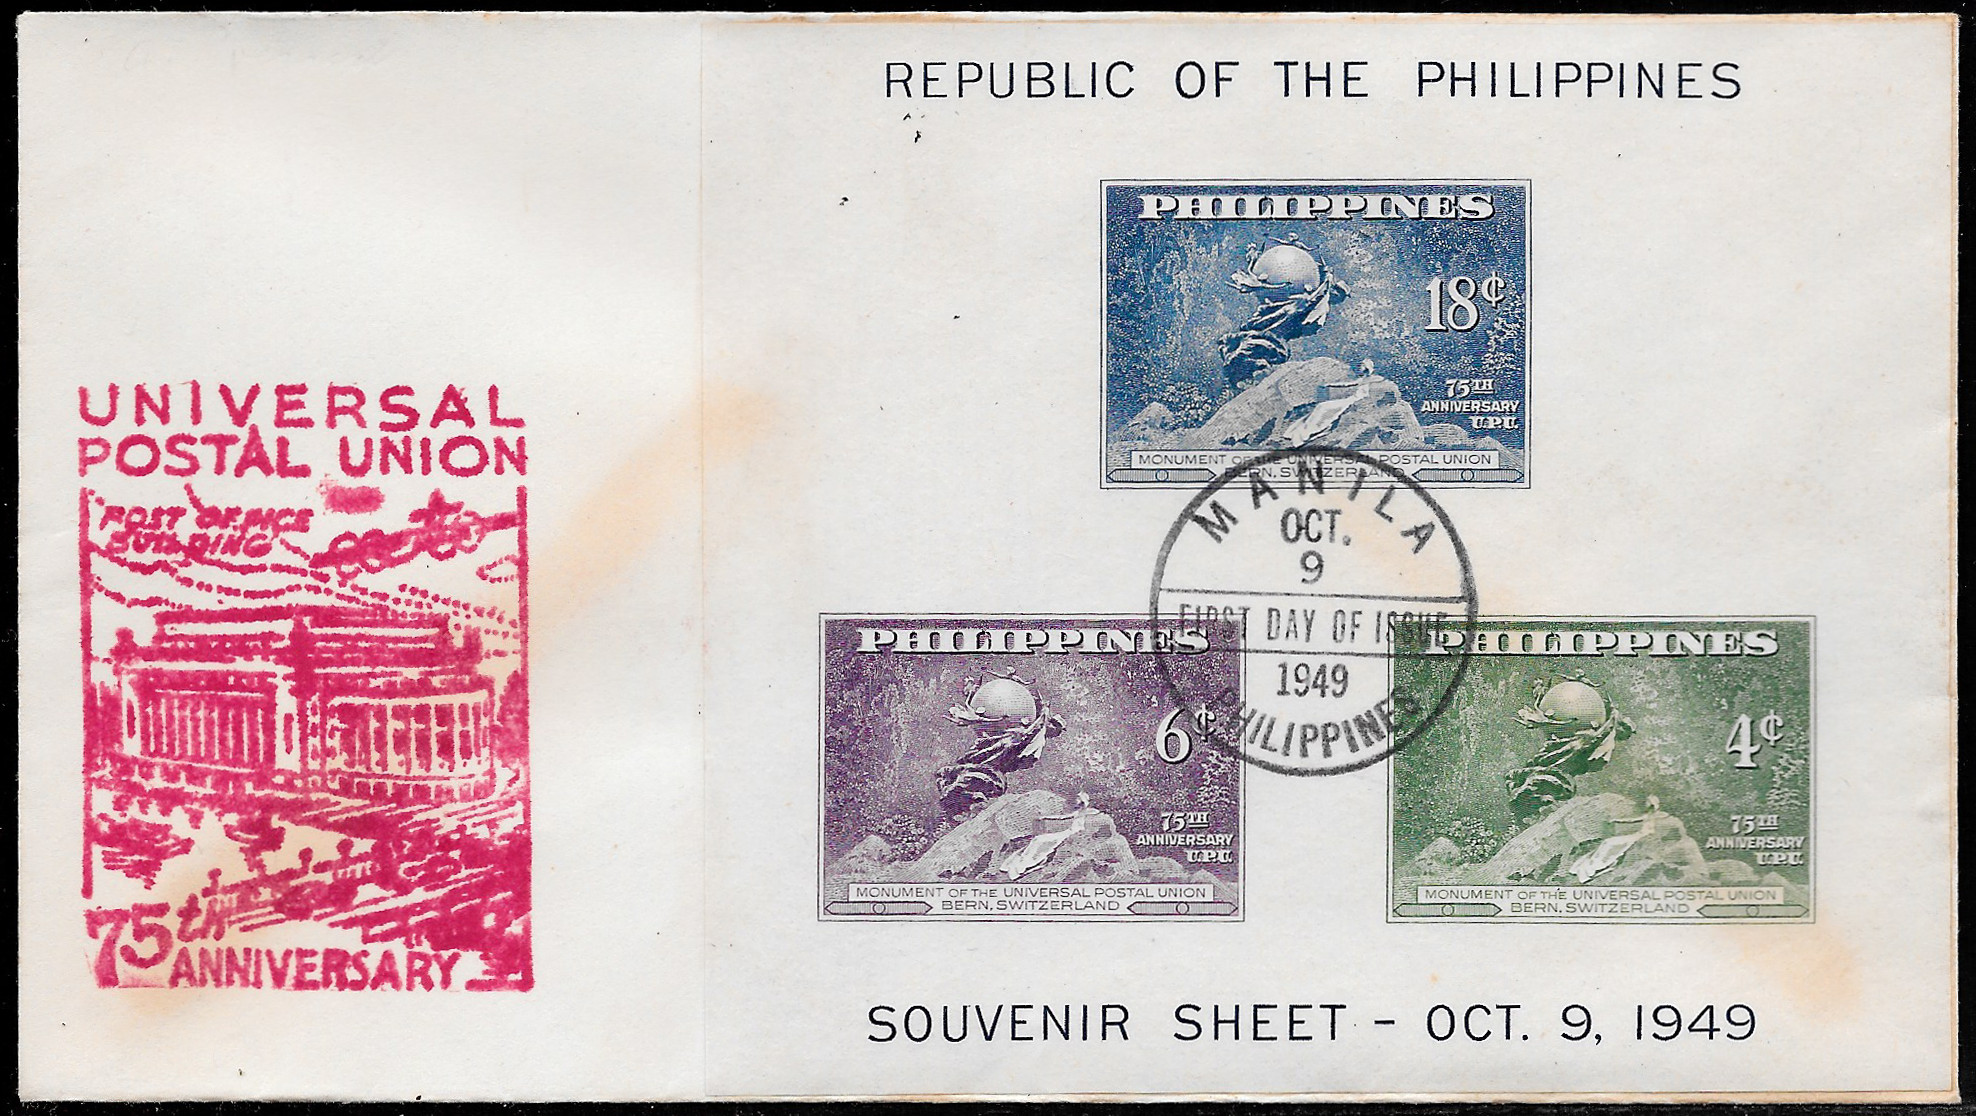 REPUBLIC OF THE PHILIPPINES
PHILIPPINES
18¢
75TH
ANNIVERSARY
U.P.U.
MONUMENT OF THE UNIVERSAL POSTAL UNION
BERN, SWITZERLAND
UNIVERSAL
POSTAL UNION
POST OFFICE
BUILDING
75th
ANNIVERSARY
MANILA
OCT.
9
FIRST DAY OF ISSUE
1949
PHILIPPINES
PHILIPPINES
6¢
75TH
ANNIVERSARY
U.P.U.
MONUMENT OF THE UNIVERSAL POSTAL UNION
BERN, SWITZERLAND
PHILIPPINES
4¢
75TH
ANNIVERSARY
U.P.U.
MONUMENT OF THE UNIVERSAL POSTAL UNION
BERN, SWITZERLAND
SOUVENIR SHEET - OCT. 9, 1949